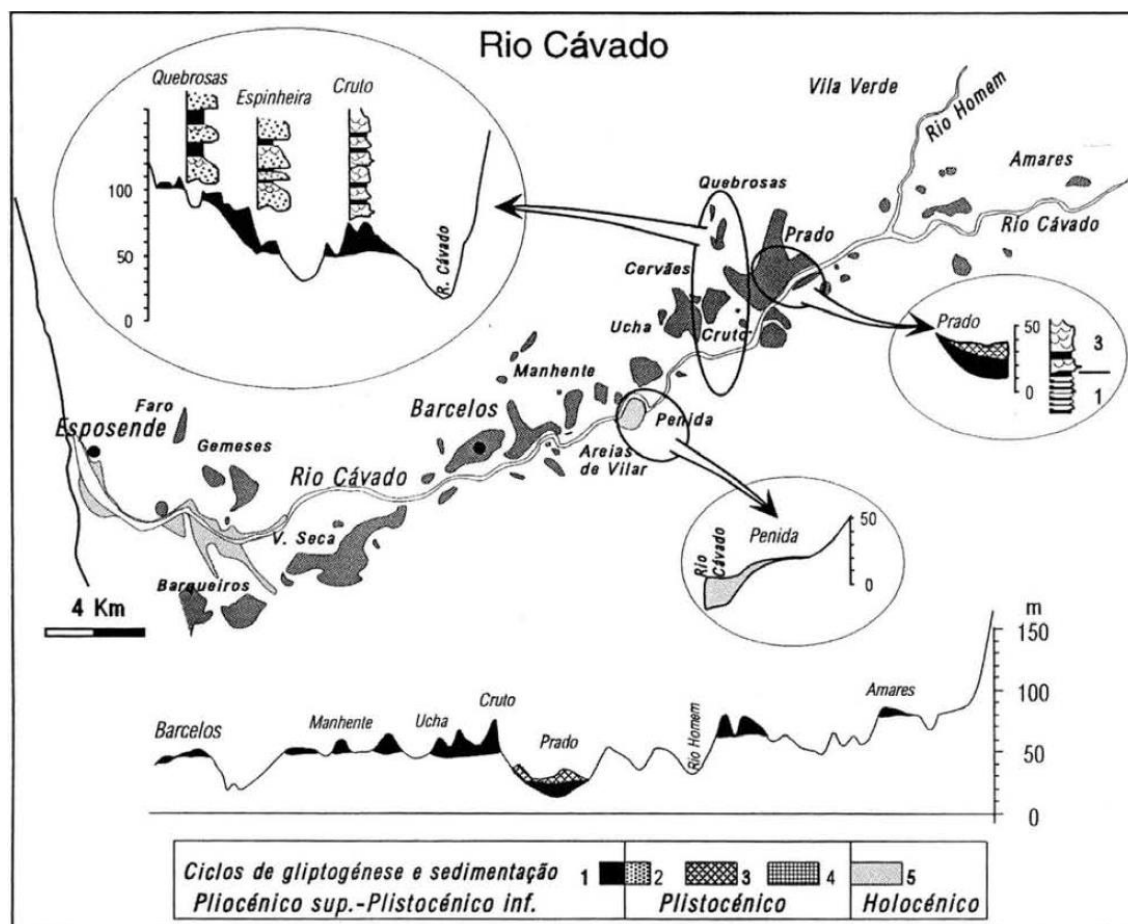 Rio Cávado
Quebrosas
Espinheira
Cruto
100
50
0
R. Cávado
Vila Verde
Rio Homem
Amares
Rio Cávado
Quebrosas
Prado
Cervães
Ucha
Cruto
Prado
50
0
3
1
Manhente
Barcelos
Penida
Areias
de Vilar
Faro
Esposende
Gemeses
Rio Cávado
V. Seca
Barqueiros
4 Km
Penida
Rio
Cávado
50
0
m
150
100
50
0
Barcelos
Manhente
Ucha
Cruto
Prado
Rio Homem
Amares
Ciclos de gliptogénese e sedimentação 1 2 3 4 5
Pliocénico sup.-Plistocénico inf. Plistocénico Holocénico